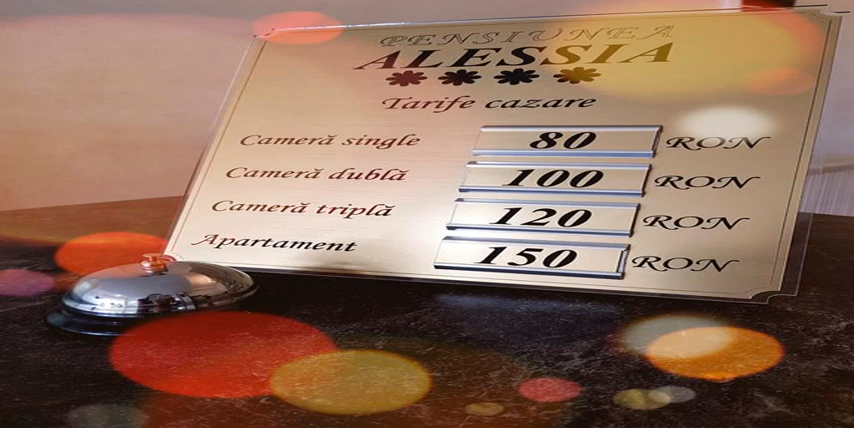 PENSIUNEA
ALESSIA
Tarife cazare
Cameră single 80 RON
Cameră dublă 100 RON
Cameră triplă 120 RON
Apartament 150 RON